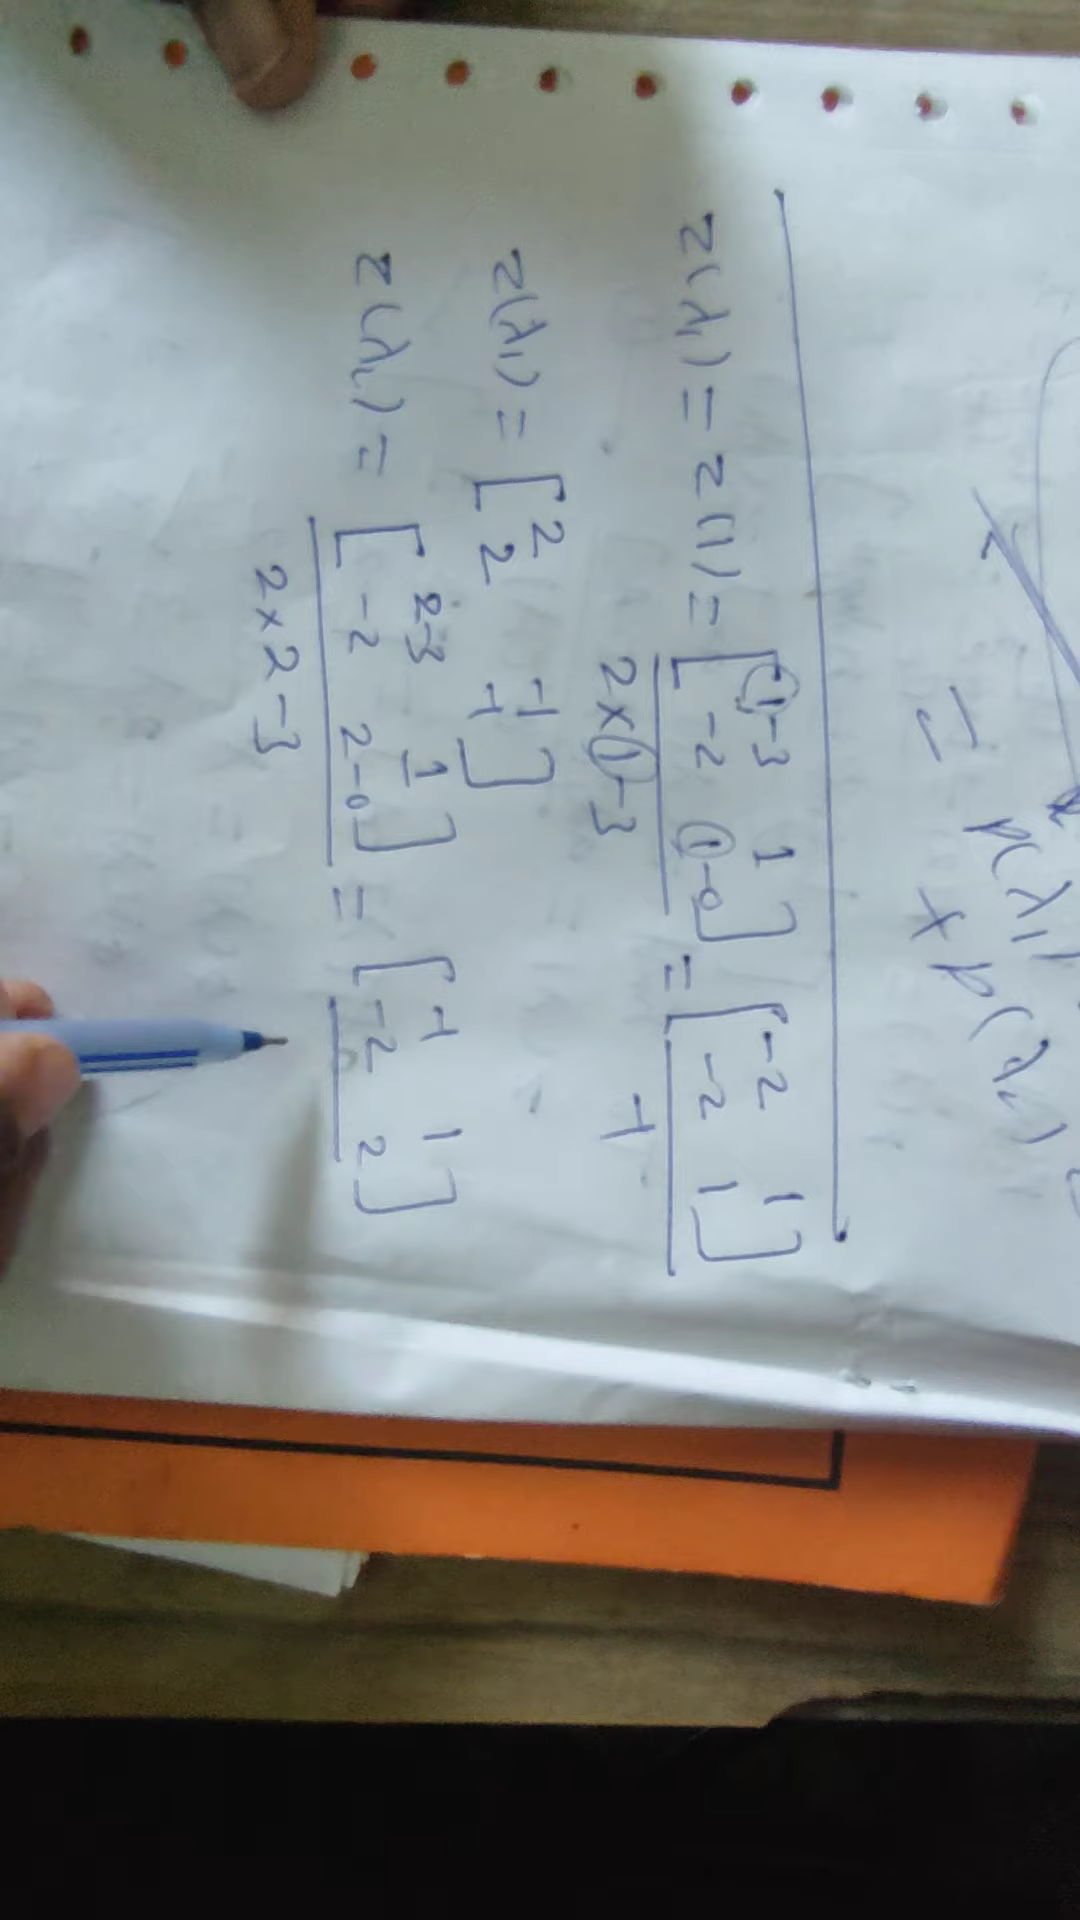 = P(λ₁)
× P(λ₂)
Z(λ₁) = Z(1) = [1-3 1
-2 1-0] = [-2 1
-2 1]
2×1-3 -1
Z(λ₁) = [2 -1
2 -1]
Z(λ₂) = [2-3 1
-2 2-0] = [-1 1
-2 2]
2×2-3